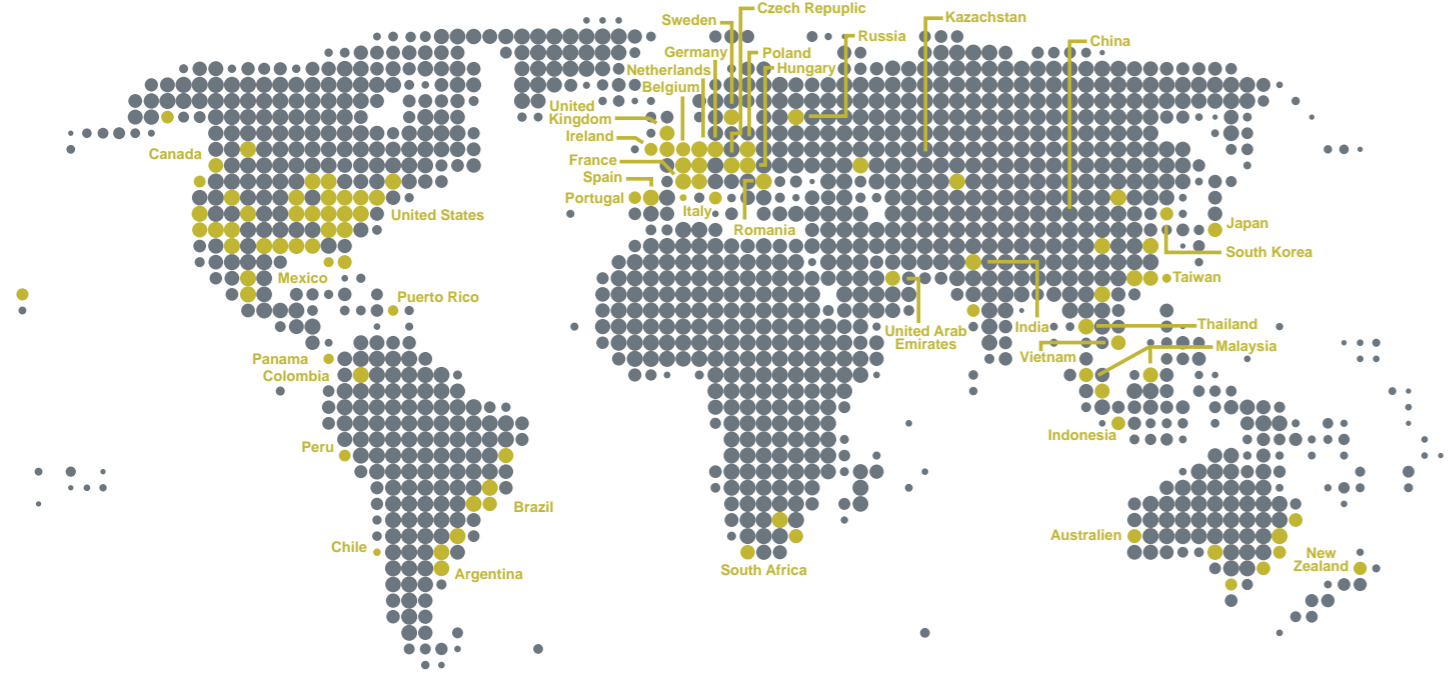 Czech Repuplic
Sweden
Kazachstan
Russia
China
Germany
Poland
Netherlands
Hungary
Belgium
United
Kingdom
Ireland
Canada
France
Spain
Portugal
Italy
United States
Romania
Japan
South Korea
Mexico
Taiwan
Puerto Rico
United Arab
Emirates
India
Thailand
Vietnam
Malaysia
Panama
Colombia
Peru
Indonesia
Brazil
Australien
Chile
New
Zealand
South Africa
Argentina